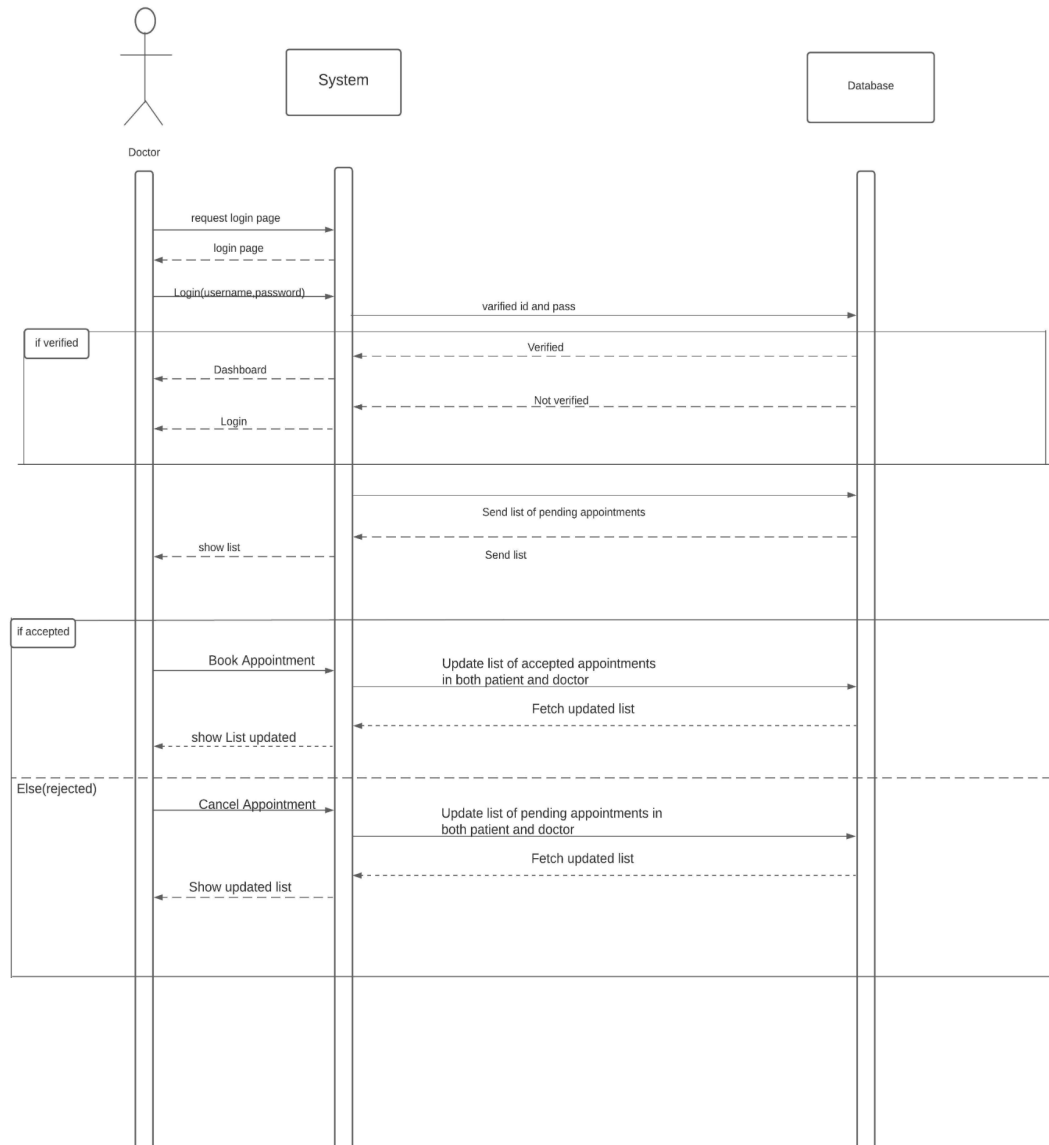 System
Database
Doctor
request login page
login page
Login(username,password)
varified id and pass
if verified
Verified
Dashboard
Not verified
Login
Send list of pending appointments
show list
Send list
if accepted
Book Appointment
Update list of accepted appointments
in both patient and doctor
Fetch updated list
show List updated
Else(rejected)
Cancel Appointment
Update list of pending appointments in
both patient and doctor
Fetch updated list
Show updated list